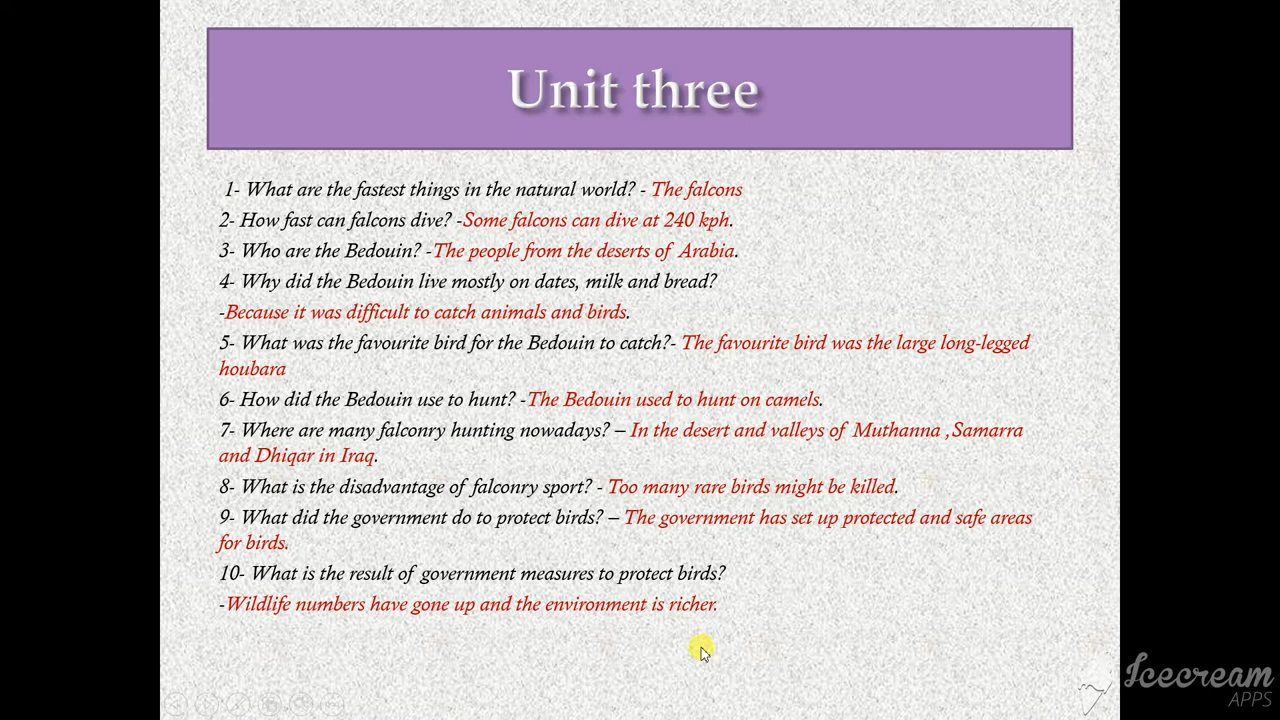 Unit three
1- What are the fastest things in the natural world? - The falcons
2- How fast can falcons dive? -Some falcons can dive at 240 kph.
3- Who are the Bedouin? -The people from the deserts of Arabia.
4- Why did the Bedouin live mostly on dates, milk and bread?
-Because it was difficult to catch animals and birds.
5- What was the favourite bird for the Bedouin to catch?- The favourite bird was the large long-legged
houbara
6- How did the Bedouin use to hunt? -The Bedouin used to hunt on camels.
7- Where are many falconry hunting nowadays? – In the desert and valleys of Muthanna ,Samarra
and Dhiqar in Iraq.
8- What is the disadvantage of falconry sport? - Too many rare birds might be killed.
9- What did the government do to protect birds? – The government has set up protected and safe areas
for birds.
10- What is the result of government measures to protect birds?
-Wildlife numbers have gone up and the environment is richer.
Icecream
APPS